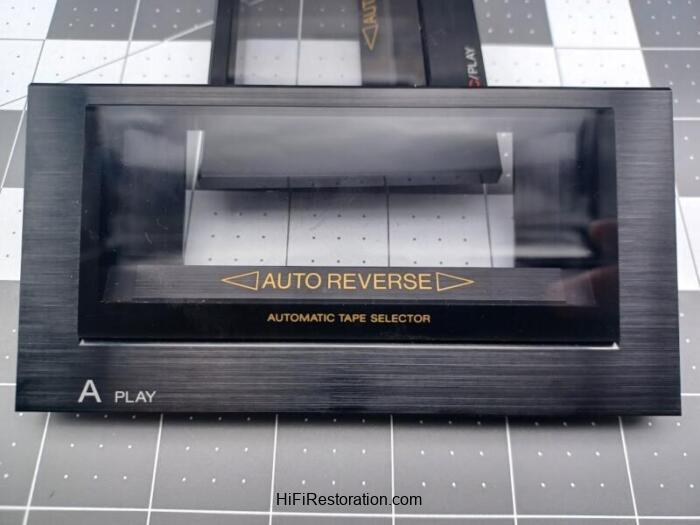 AUTO
/PLAY
◁AUTO REVERSE▷
AUTOMATIC TAPE SELECTOR
A PLAY
HiFiRestoration.com